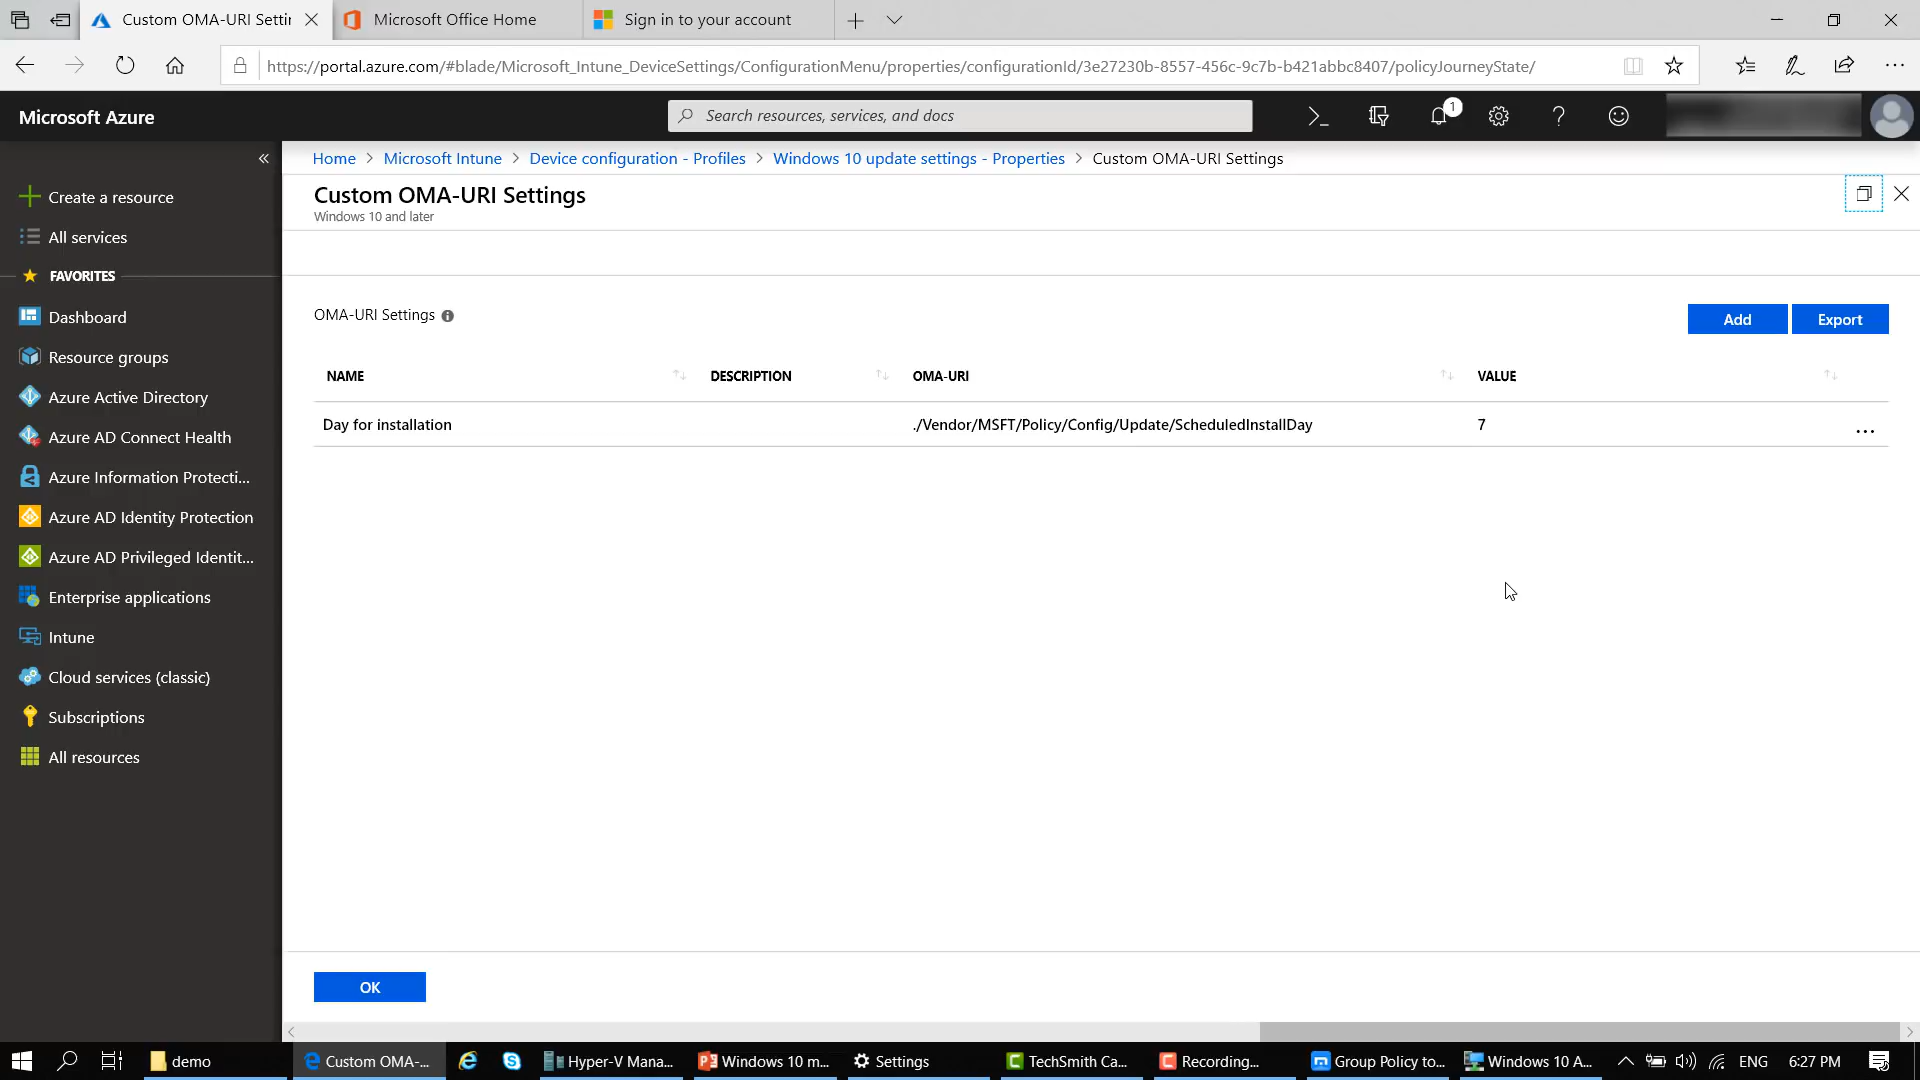 Custom OMA-URI Settin
Microsoft Office Home
Sign in to your account
https://portal.azure.com/#blade/Microsoft_Intune_DeviceSettings/ConfigurationMenu/properties/configurationId/3e27230b-8557-456c-9c7b-b421abbc8407/policyJourneyState/
Microsoft Azure
Search resources, services, and docs
1
Create a resource
All services
FAVORITES
Dashboard
Resource groups
Azure Active Directory
Azure AD Connect Health
Azure Information Protecti...
Azure AD Identity Protection
Azure AD Privileged Identit...
Enterprise applications
Intune
Cloud services (classic)
Subscriptions
All resources
Home > Microsoft Intune > Device configuration - Profiles > Windows 10 update settings - Properties > Custom OMA-URI Settings
Custom OMA-URI Settings
Windows 10 and later
OMA-URI Settings
Add
Export
NAME DESCRIPTION OMA-URI VALUE
Day for installation ./Vendor/MSFT/Policy/Config/Update/ScheduledInstallDay 7 ...
OK
demo
Custom OMA-...
Hyper-V Mana...
Windows 10 m...
Settings
TechSmith Ca...
Recording...
Group Policy to...
Windows 10 A...
ENG
6:27 PM